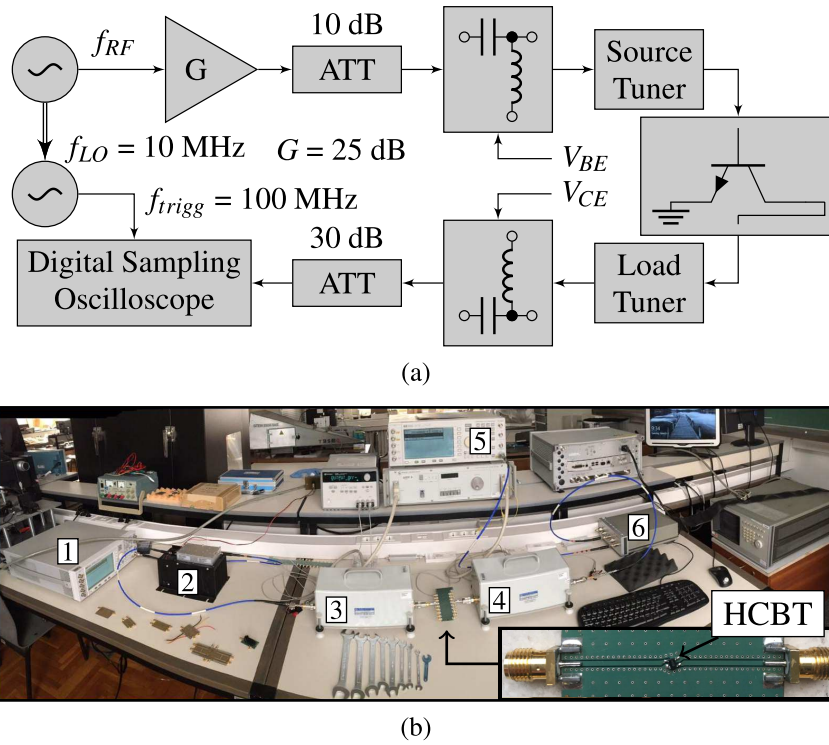 f_RF
G
10 dB
ATT
Source
Tuner
f_LO = 10 MHz
G = 25 dB
V_BE
V_CE
f_trigg = 100 MHz
30 dB
Digital Sampling
Oscilloscope
ATT
Load
Tuner
(a)
1
2
3
4
5
6
HCBT
(b)